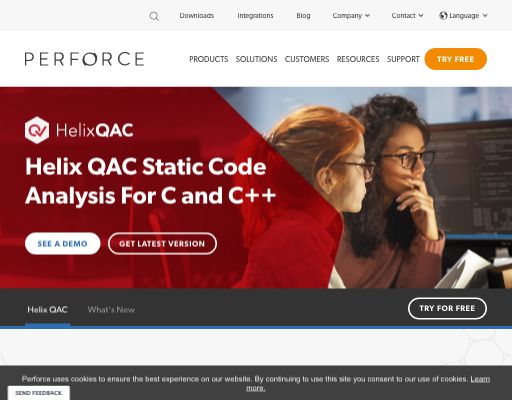 Downloads Integrations Blog Company Contact Language
PERFORCE
PRODUCTS SOLUTIONS CUSTOMERS RESOURCES SUPPORT TRY FREE
HelixQAC
Helix QAC Static Code
Analysis For C and C++
SEE A DEMO GET LATEST VERSION
Helix QAC What's New TRY FOR FREE
Perforce uses cookies to ensure the best experience on our website. By continuing to use this site you consent to our use of cookies. Learn
more.
SEND FEEDBACK